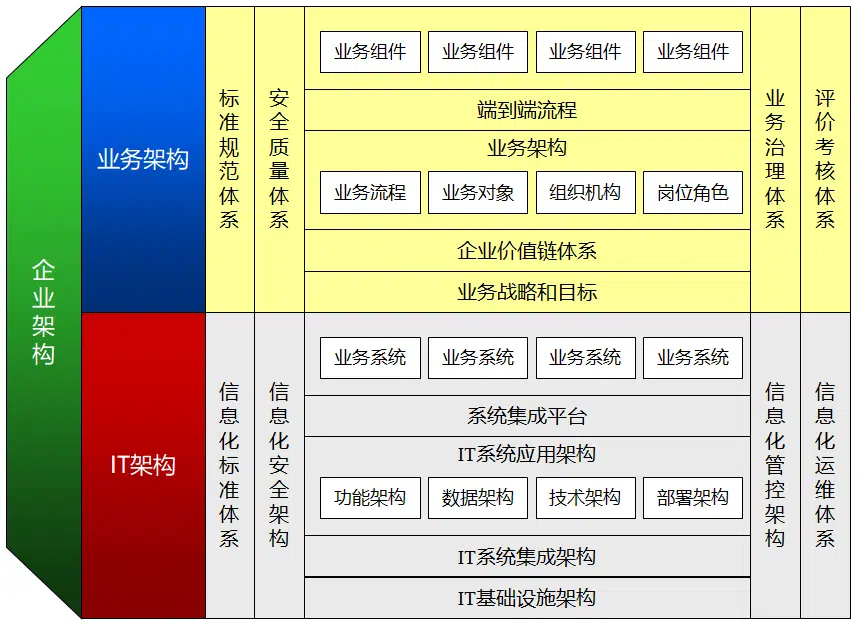 企业架构
业务架构
标准规范体系
安全质量体系
业务组件 业务组件 业务组件 业务组件
端到端流程
业务架构
业务流程 业务对象 组织机构 岗位角色
企业价值链体系
业务战略和目标
业务治理体系
评价考核体系
IT架构
信息化标准体系
信息化安全架构
业务系统 业务系统 业务系统 业务系统
系统集成平台
IT系统应用架构
功能架构 数据架构 技术架构 部署架构
IT系统集成架构
IT基础设施架构
信息化管控架构
信息化运维体系